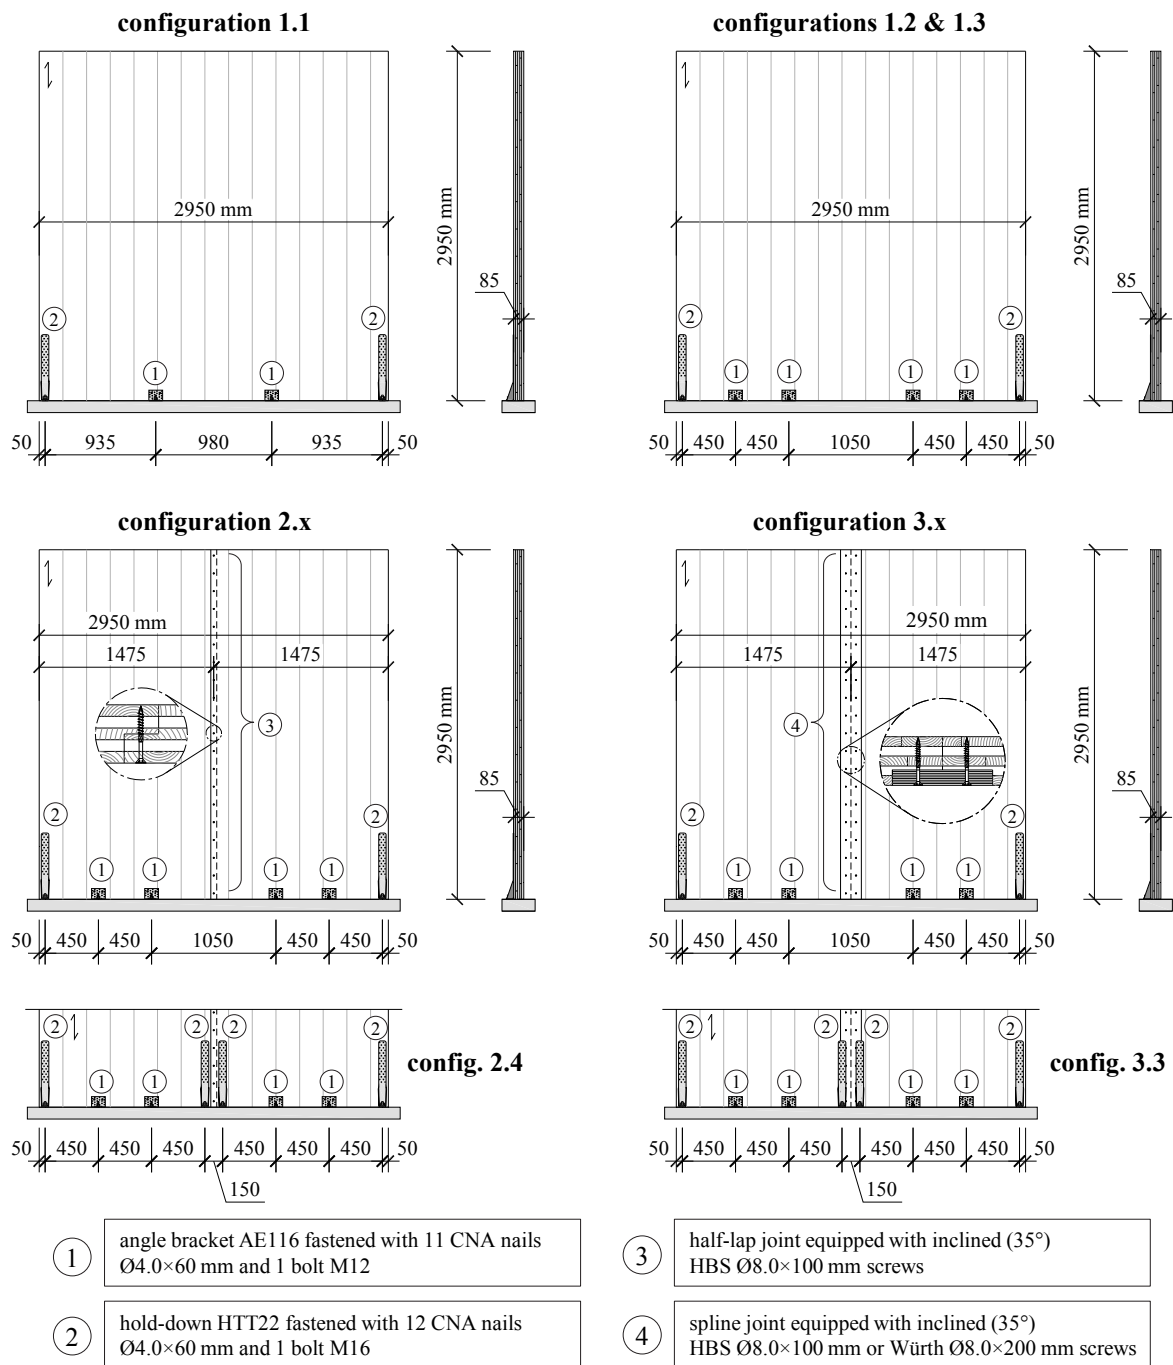 configuration 1.1
configurations 1.2 & 1.3
2950 mm
2950 mm
85
2
2
1
1
50 935 980 935 50
2950 mm
2950 mm
85
2
2
1
1
1
1
50 450 450 1050 450 450 50
configuration 2.x
configuration 3.x
2950 mm
1475 1475
2950 mm
3
85
2
2
1
1
1
1
50 450 450 1050 450 450 50
2950 mm
1475 1475
2950 mm
4
85
2
2
1
1
1
1
50 450 450 1050 450 450 50
2
2
2
2
config. 2.4
1
1
1
1
50 450 450 450 450 450 50
150
2
2
2
2
config. 3.3
1
1
1
1
50 450 450 450 450 450 50
150
1
angle bracket AE116 fastened with 11 CNA nails
Ø4.0×60 mm and 1 bolt M12
3
half-lap joint equipped with inclined (35°)
HBS Ø8.0×100 mm screws
2
hold-down HTT22 fastened with 12 CNA nails
Ø4.0×60 mm and 1 bolt M16
4
spline joint equipped with inclined (35°)
HBS Ø8.0×100 mm or Würth Ø8.0×200 mm screws